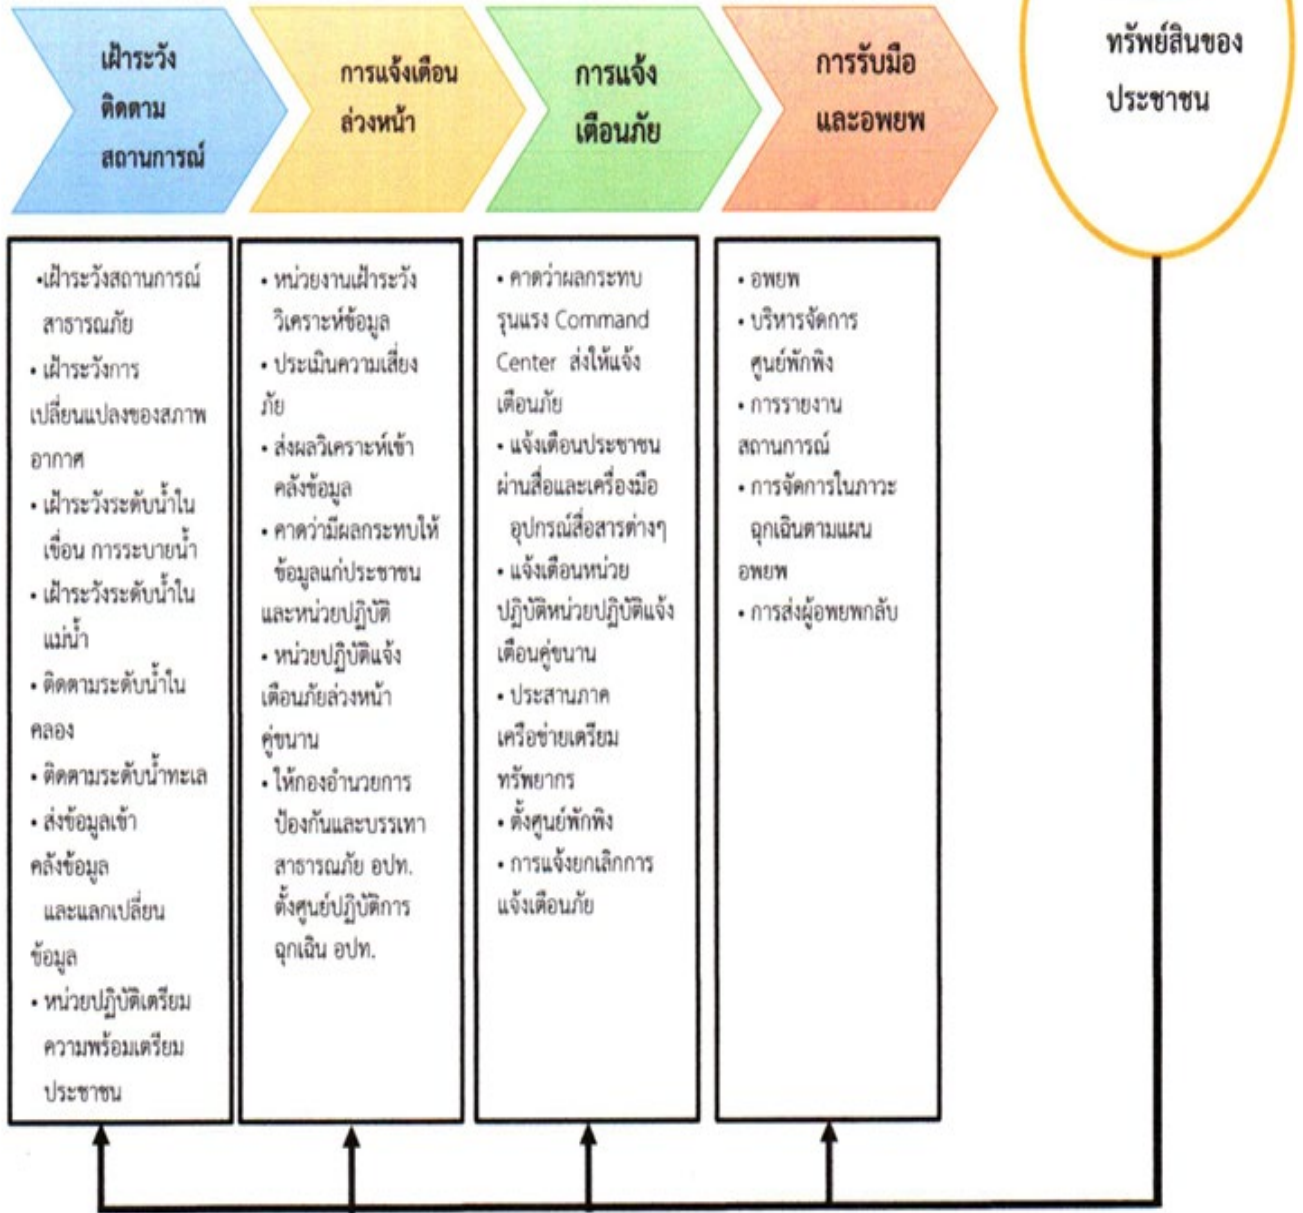 เฝ้าระวัง
ติดตาม
สถานการณ์
การแจ้งเตือน
ล่วงหน้า
การแจ้ง
เตือนภัย
การรับมือ
และอพยพ
ทรัพย์สินของ
ประชาชน
•เฝ้าระวังสถานการณ์
สาธารณภัย
• เฝ้าระวังการ
เปลี่ยนแปลงของสภาพ
อากาศ
• เฝ้าระวังระดับน้ำใน
เขื่อน การระบายน้ำ
• เฝ้าระวังระดับน้ำใน
แม่น้ำ
• ติดตามระดับน้ำใน
คลอง
• ติดตามระดับน้ำทะเล
• ส่งข้อมูลเข้า
คลังข้อมูล
และแลกเปลี่ยน
ข้อมูล
• หน่วยปฏิบัติเตรียม
ความพร้อมเตรียม
ประชาชน
• หน่วยงานเฝ้าระวัง
วิเคราะห์ข้อมูล
• ประเมินความเสี่ยง
ภัย
• ส่งผลวิเคราะห์เข้า
คลังข้อมูล
• คาดว่ามีผลกระทบให้
ข้อมูลแก่ประชาชน
และหน่วยปฏิบัติ
• หน่วยปฏิบัติแจ้ง
เตือนภัยล่วงหน้า
คู่ขนาน
• ให้กองอำนวยการ
ป้องกันและบรรเทา
สาธารณภัย อปท.
ตั้งศูนย์ปฏิบัติการ
ฉุกเฉิน อปท.
• คาดว่าผลกระทบ
รุนแรง Command
Center ส่งให้แจ้ง
เตือนภัย
• แจ้งเตือนประชาชน
ผ่านสื่อและเครื่องมือ
อุปกรณ์สื่อสารต่างๆ
• แจ้งเตือนหน่วย
ปฏิบัติหน่วยปฏิบัติแจ้ง
เตือนคู่ขนาน
• ประสานภาค
เครือข่ายเตรียม
ทรัพยากร
• ตั้งศูนย์พักพิง
• การแจ้งยกเลิกการ
แจ้งเตือนภัย
• อพยพ
• บริหารจัดการ
ศูนย์พักพิง
• การรายงาน
สถานการณ์
• การจัดการในภาวะ
ฉุกเฉินตามแผน
อพยพ
• การส่งผู้อพยพกลับ